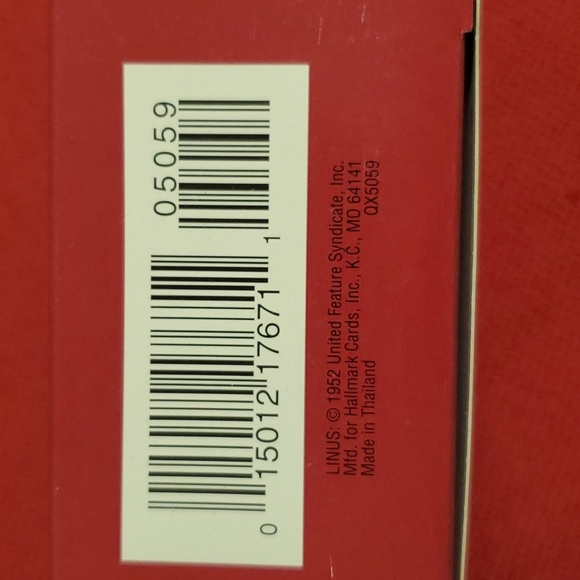 05059
0 15012 17671 1
LINUS: © 1952 United Feature Syndicate, Inc.
Mfd. for Hallmark Cards, Inc., K.C., MO 64141
Made in Thailand QX5059